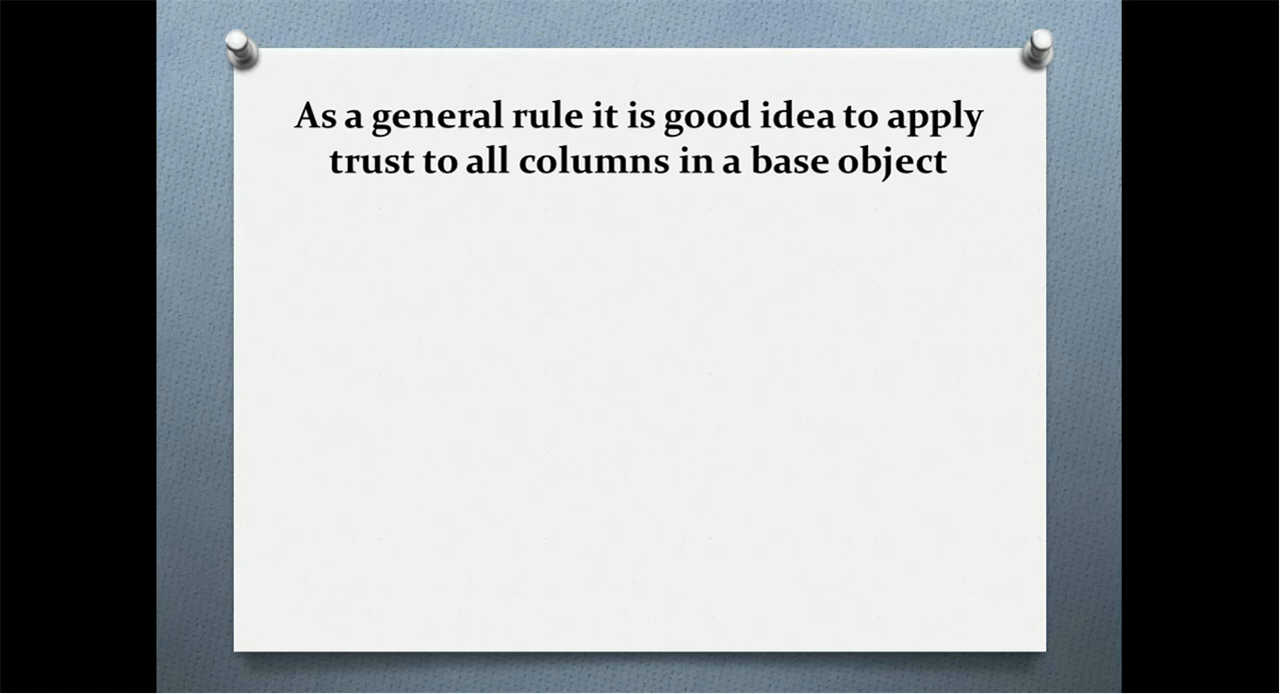 As a general rule it is good idea to apply
trust to all columns in a base object